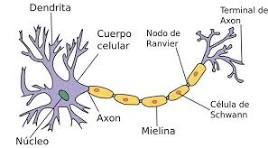 Dendrita
Terminal de
Axon
Cuerpo
celular
Nodo de
Ranvier
Axon
Célula de
Schwann
Mielina
Núcleo